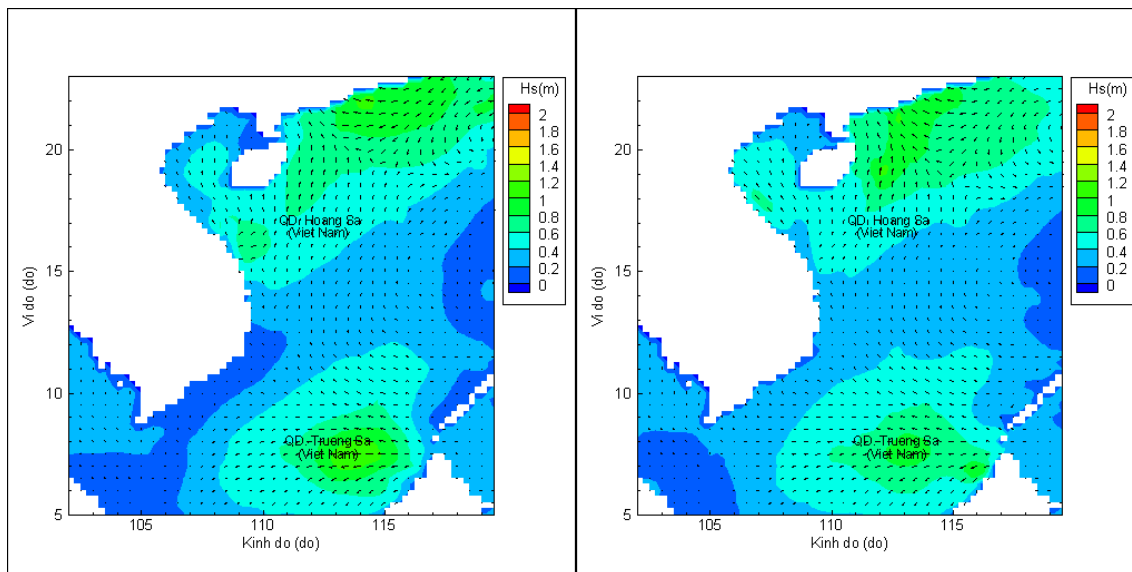 Hs(m)
2
1.8
1.6
1.4
1.2
1
0.8
0.6
0.4
0.2
0
Vi do (do)
20
15
10
5
QD. Hoang Sa
(Viet Nam)
QD. Truong Sa
(Viet Nam)
105
110
115
Kinh do (do)
Hs(m)
2
1.8
1.6
1.4
1.2
1
0.8
0.6
0.4
0.2
0
Vi do (do)
20
15
10
5
QD. Hoang Sa
(Viet Nam)
QD. Truong Sa
(Viet Nam)
105
110
115
Kinh do (do)